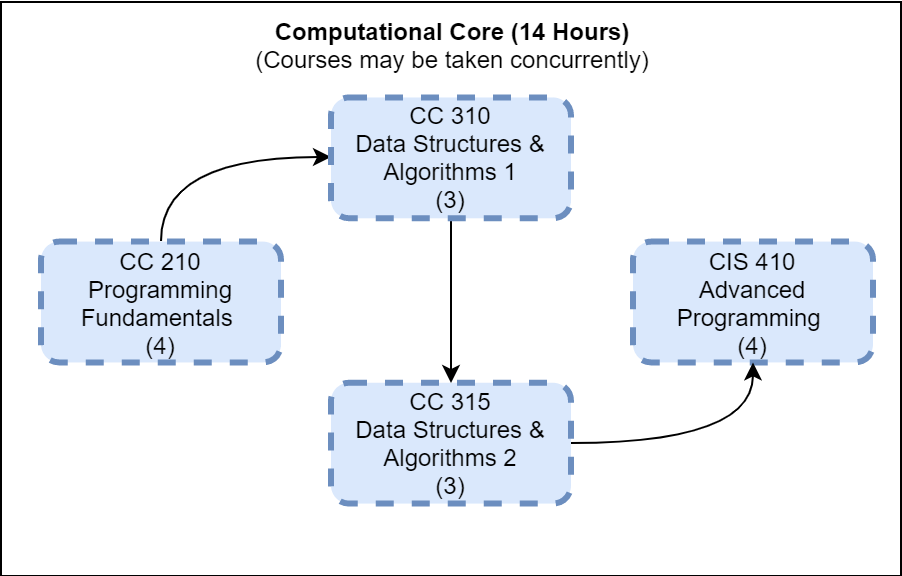 Computational Core (14 Hours)
(Courses may be taken concurrently)
CC 310
Data Structures &
Algorithms 1
(3)
CC 210
Programming
Fundamentals
(4)
CIS 410
Advanced
Programming
(4)
CC 315
Data Structures &
Algorithms 2
(3)